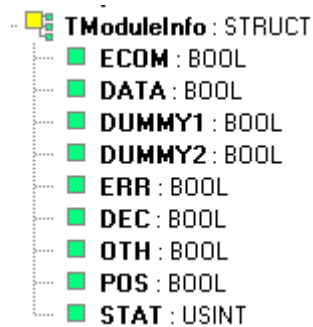 TModuleInfo : STRUCT
ECOM : BOOL
DATA : BOOL
DUMMY1 : BOOL
DUMMY2 : BOOL
ERR : BOOL
DEC : BOOL
OTH : BOOL
POS : BOOL
STAT : USINT